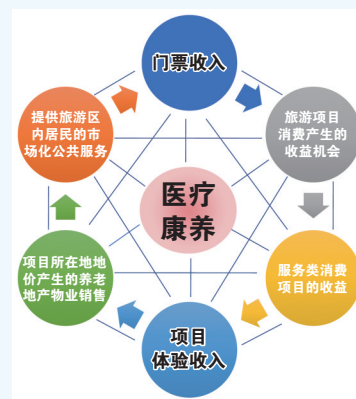 门票收入
提供旅游区
内居民的市
场化公共服务
旅游项目
消费产生的
收益机会
医疗
康养
项目所在地地
价产生的养老
地产物业销售
服务类消费
项目的收益
项目
体验收入